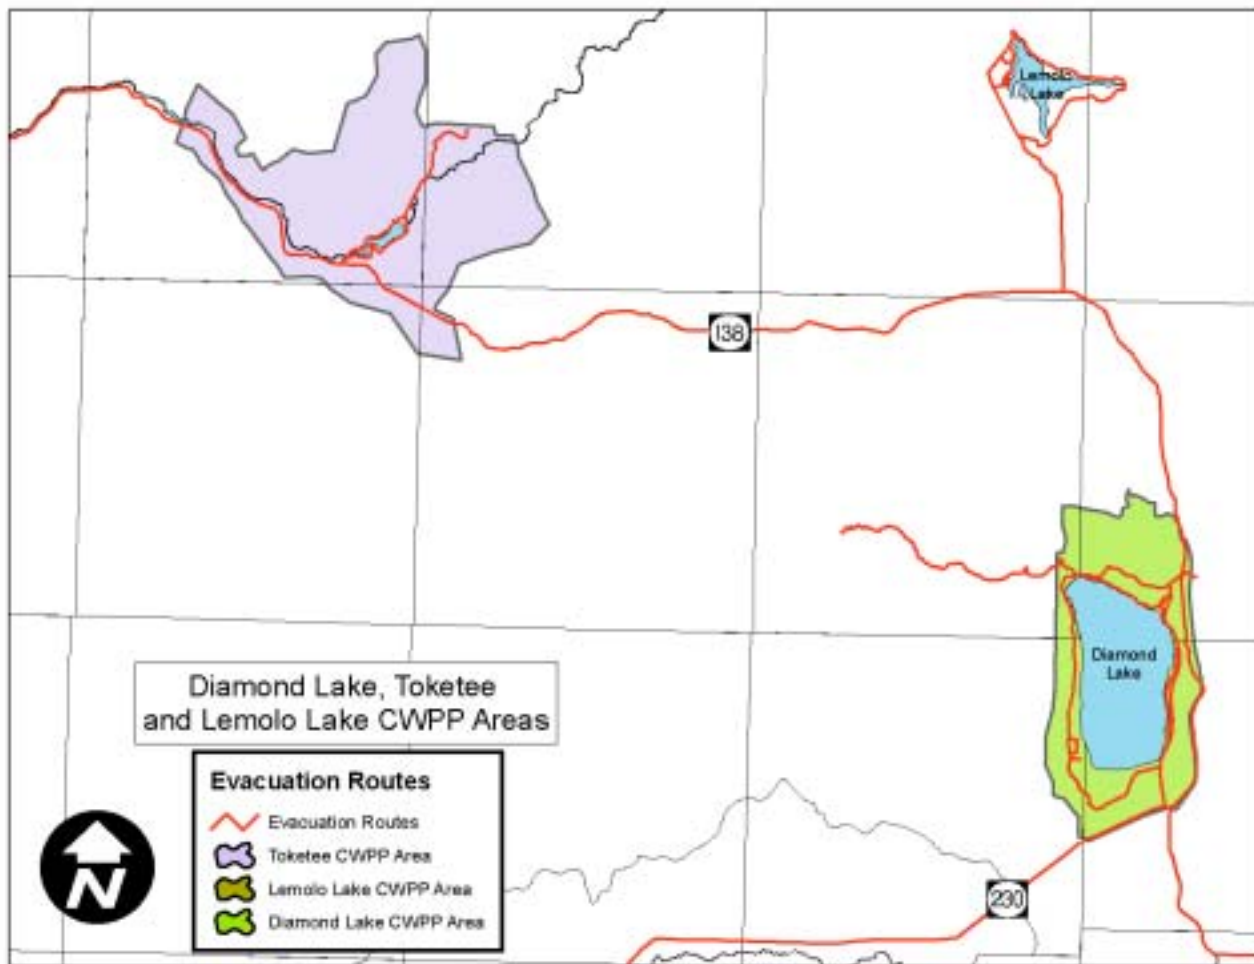 Lemolo
Lake
138
Diamond
Lake
Diamond Lake, Toketee
and Lemolo Lake CWPP Areas
Evacuation Routes
Evacuation Routes
Toketee CWPP Area
Lemolo Lake CWPP Area
Diamond Lake CWPP Area
N
230